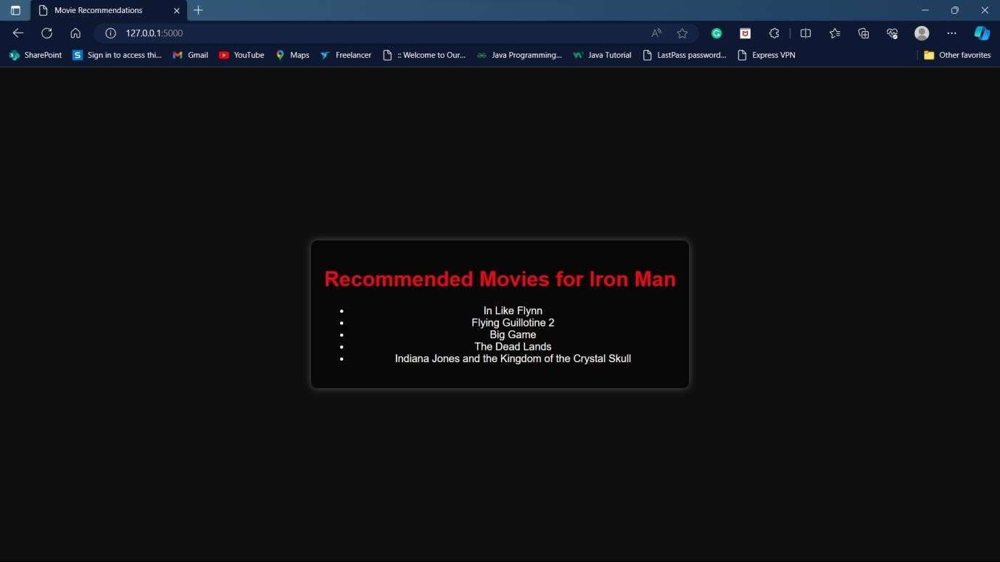 Movie Recommendations
127.0.0.1:5000
SharePoint
Sign in to access thi...
Gmail
YouTube
Maps
Freelancer
:: Welcome to Our...
Java Programming...
Java Tutorial
LastPass password...
Express VPN
Other favorites
Recommended Movies for Iron Man
• In Like Flynn
• Flying Guillotine 2
• Big Game
• The Dead Lands
• Indiana Jones and the Kingdom of the Crystal Skull